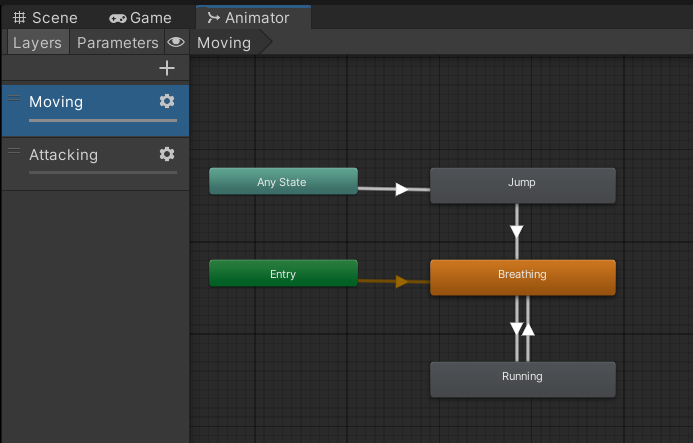 Scene Game Animator
Layers Parameters Moving
Moving
Attacking
Any State Jump
Entry Breathing
Running